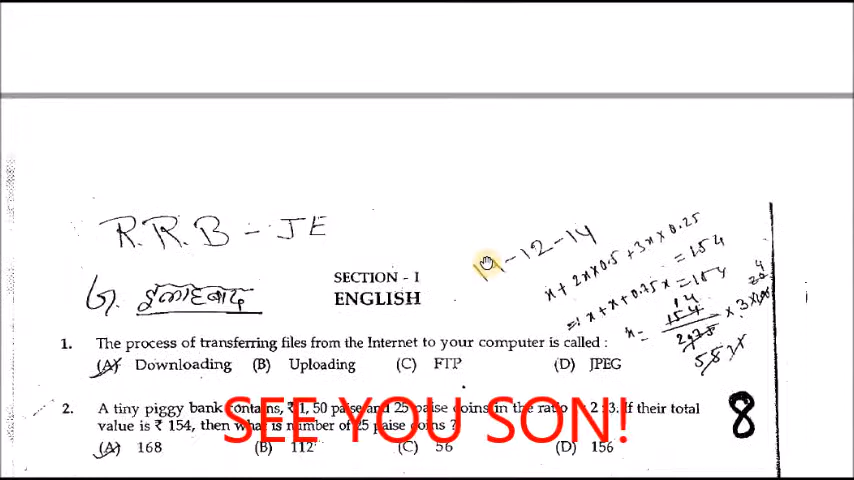 R.R.B - JE
14-12-14
x + 2x×0.5 + 3x×0.25
= 154
=> x + x + 0.75x = 154
इलाहबाद
SECTION - I
ENGLISH
1. The process of transferring files from the Internet to your computer is called :
(A) Downloading (B) Uploading (C) FTP (D) JPEG
2. A tiny piggy bank contains, ₹ 1, 50 paise and 25 paise coins in the ratio 2 : 3. If their total
value is ₹ 154, then what is number of 25 paise coins ?
(A) 168 (B) 112 (C) 56 (D) 156
SEE YOU SON!
8